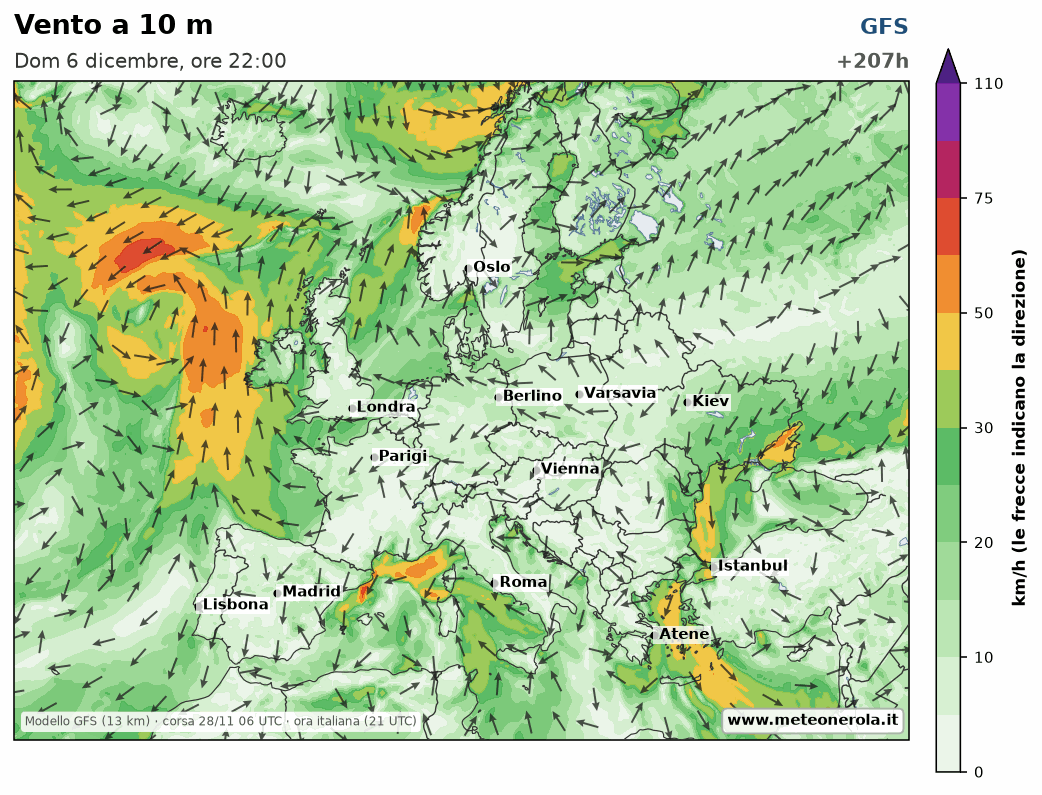 Vento a 10 m
GFS
Dom 6 dicembre, ore 22:00
+207h
Oslo
Londra
Berlino
Varsavia
Kiev
Parigi
Vienna
Istanbul
Roma
Madrid
Lisbona
Atene
Modello GFS (13 km) · corsa 28/11 06 UTC · ora italiana (21 UTC)
www.meteonerola.it
110
75
50
30
20
10
0
km/h (le frecce indicano la direzione)